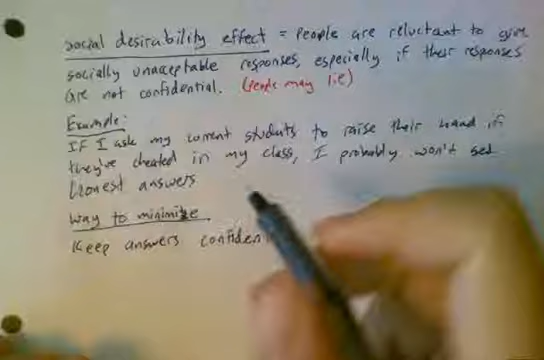 social desirability effect = People are reluctant to give
socially unacceptable responses, especially if their responses
are not confidential. (people may lie)
Example:
If I ask my current students to raise their hand if
they've cheated in my class, I probably won't get
honest answers
Way to minimize
Keep answers confiden